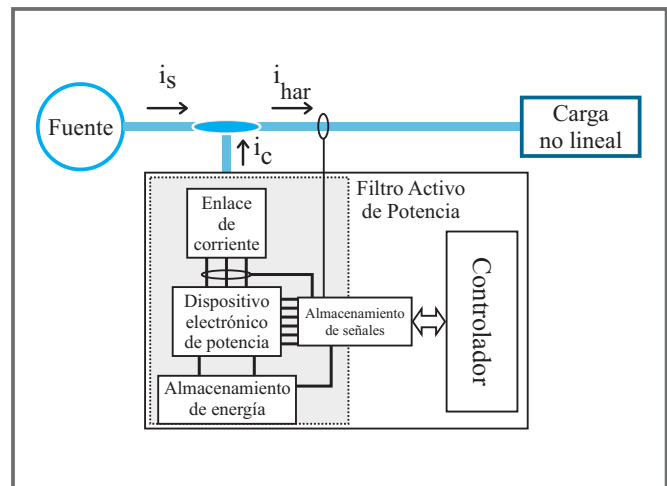 i_s
i_har
Fuente
Carga
no lineal
i_c
Filtro Activo
de Potencia
Enlace
de
corriente
Dispositivo
electrónico
de potencia
Almacenamiento
de señales
Controlador
Almacenamiento
de energía